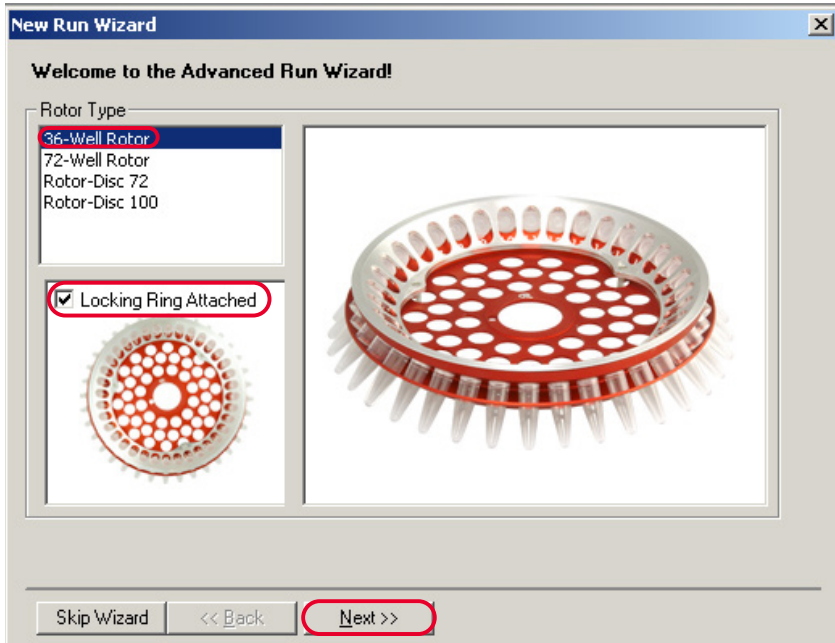 New Run Wizard
Welcome to the Advanced Run Wizard!
Rotor Type
36-Well Rotor
72-Well Rotor
Rotor-Disc 72
Rotor-Disc 100
Locking Ring Attached
Skip Wizard
<< Back
Next >>